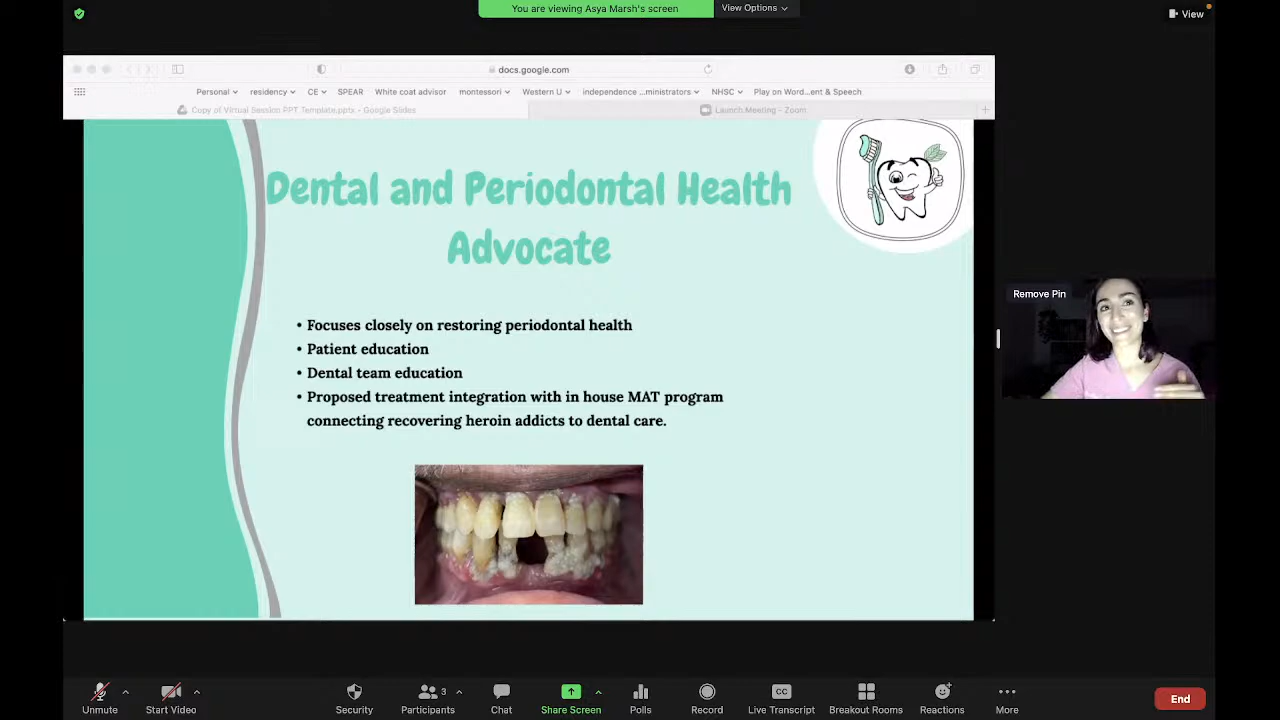 You are viewing Asya Marsh's screen
View Options
View
docs.google.com
Personal
residency
CE
SPEAR
White coat advisor
montessori
Western U
independence ...ministrators
NHSC
Play on Word...ent & Speech
Copy of Virtual Session PPT Template.pptx - Google Slides
Launch Meeting - Zoom
Dental and Periodontal Health
Advocate
Remove Pin
• Focuses closely on restoring periodontal health
• Patient education
• Dental team education
• Proposed treatment integration with in house MAT program
connecting recovering heroin addicts to dental care.
Unmute
Start Video
Security
3
Participants
Chat
Share Screen
Polls
Record
CC
Live Transcript
Breakout Rooms
Reactions
More
End